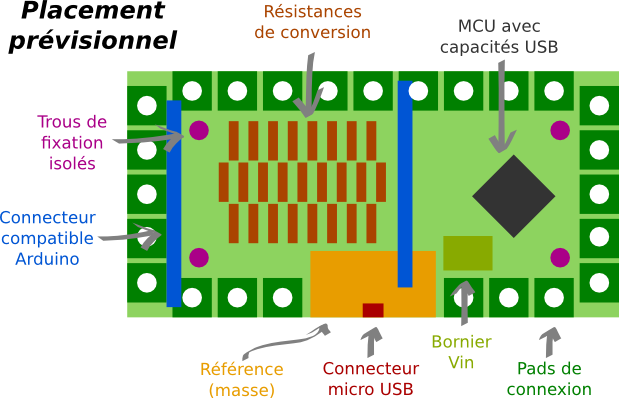 Placement
prévisionnel
Résistances
de conversion
MCU avec
capacités USB
Trous de
fixation
isolés
Connecteur
compatible
Arduino
Référence
(masse)
Connecteur
micro USB
Bornier
Vin
Pads de
connexion